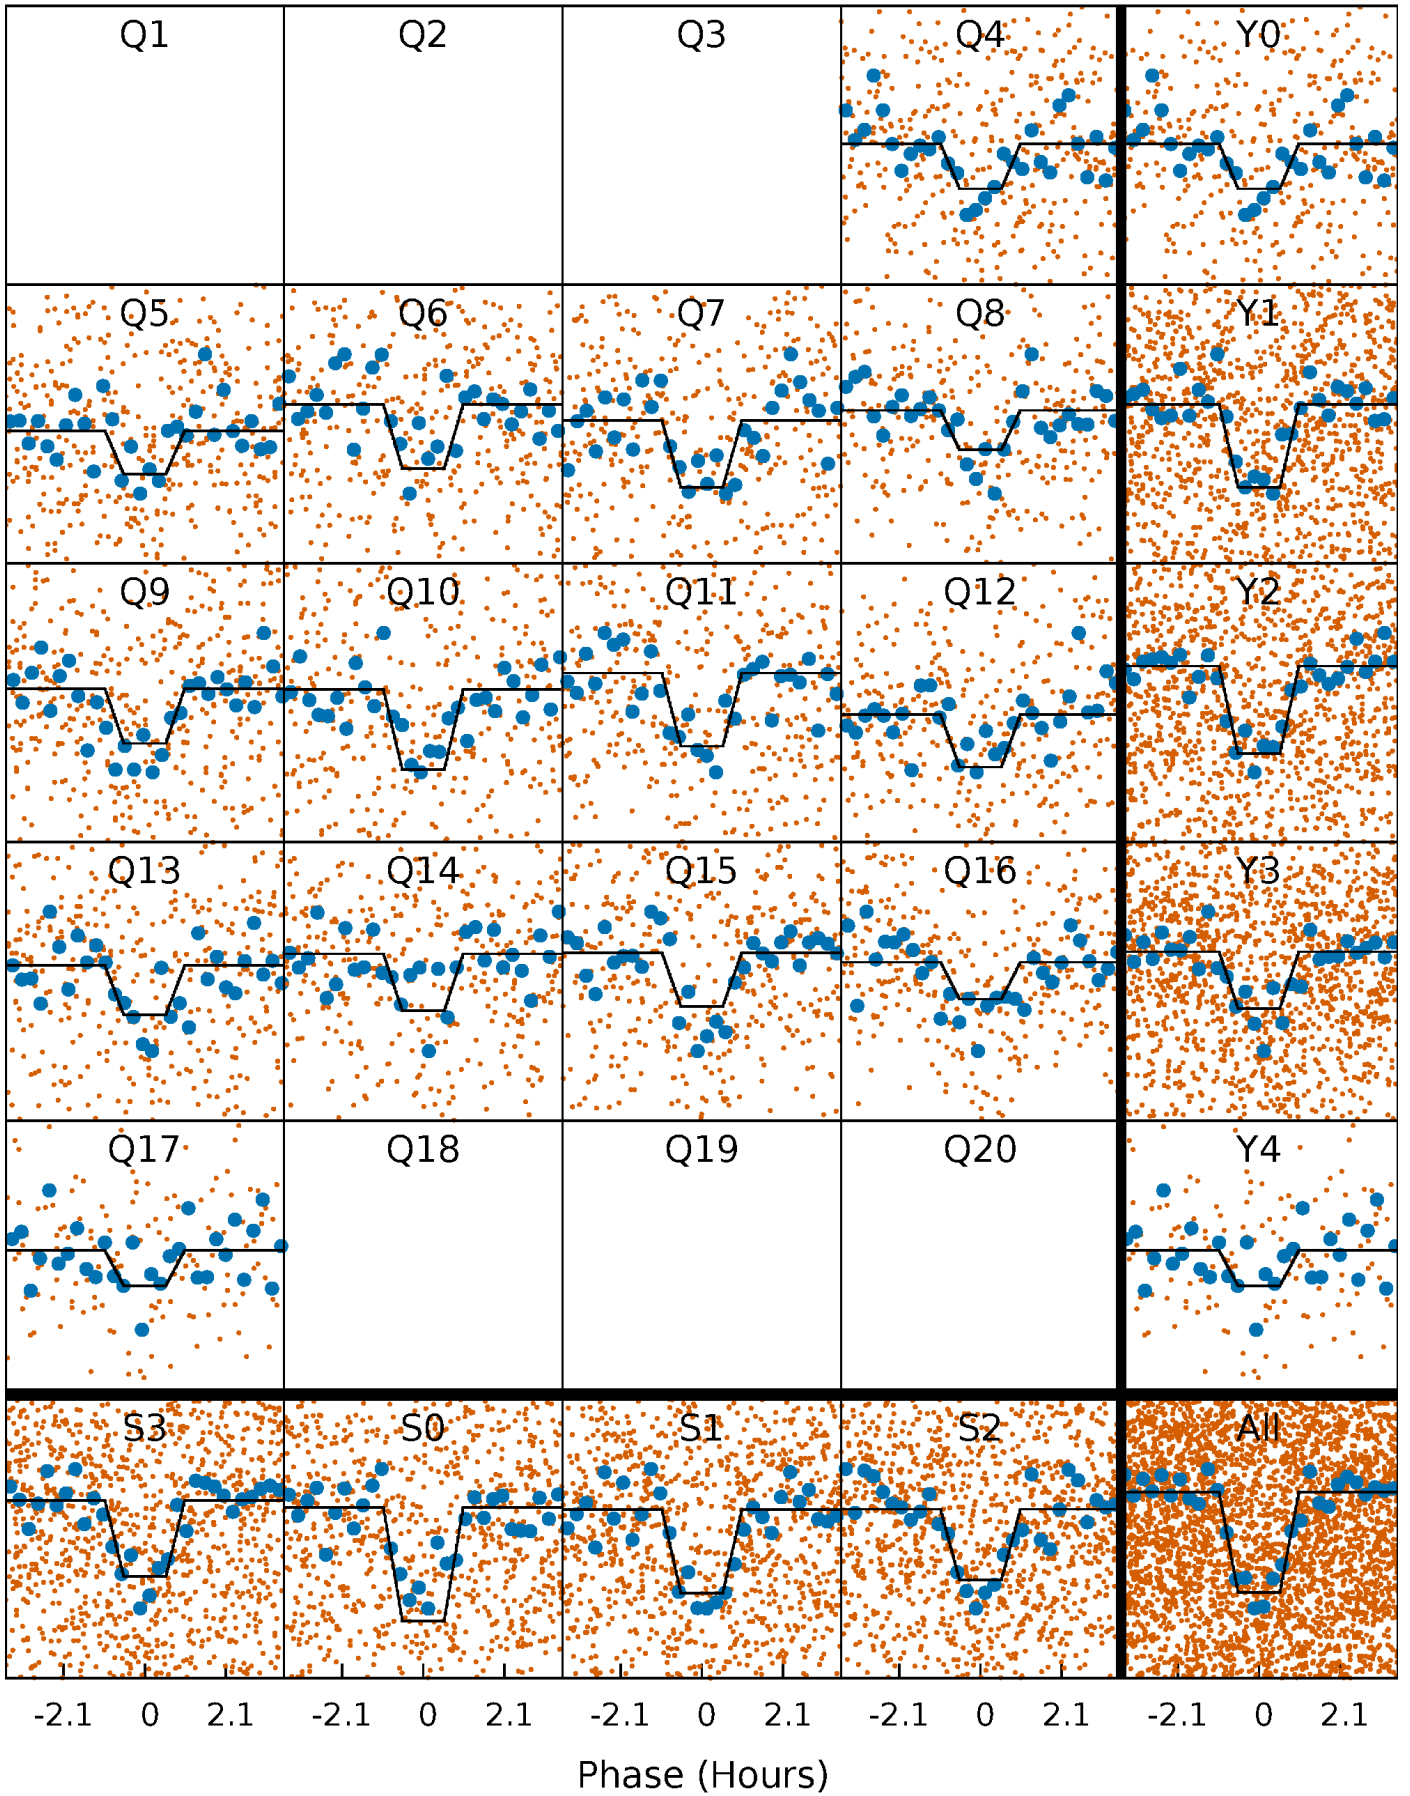 Q1 Q2 Q3 Q4 Y0
Q5 Q6 Q7 Q8 Y1
Q9 Q10 Q11 Q12 Y2
Q13 Q14 Q15 Q16 Y3
Q17 Q18 Q19 Q20 Y4
S3 S0 S1 S2 All
-2.1 0 2.1 -2.1 0 2.1 -2.1 0 2.1 -2.1 0 2.1 -2.1 0 2.1
Phase (Hours)